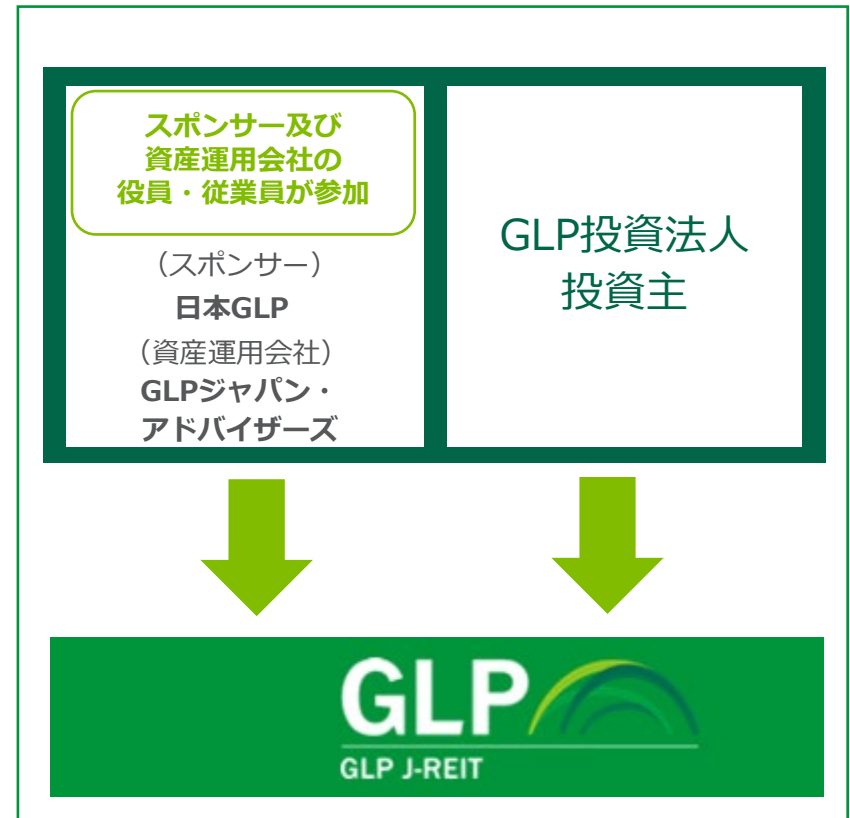 スポンサー及び
資産運用会社の
役員・従業員が参加
（スポンサー）
日本GLP
（資産運用会社）
GLPジャパン・
アドバイザーズ
GLP投資法人
投資主
GLP
GLP J-REIT